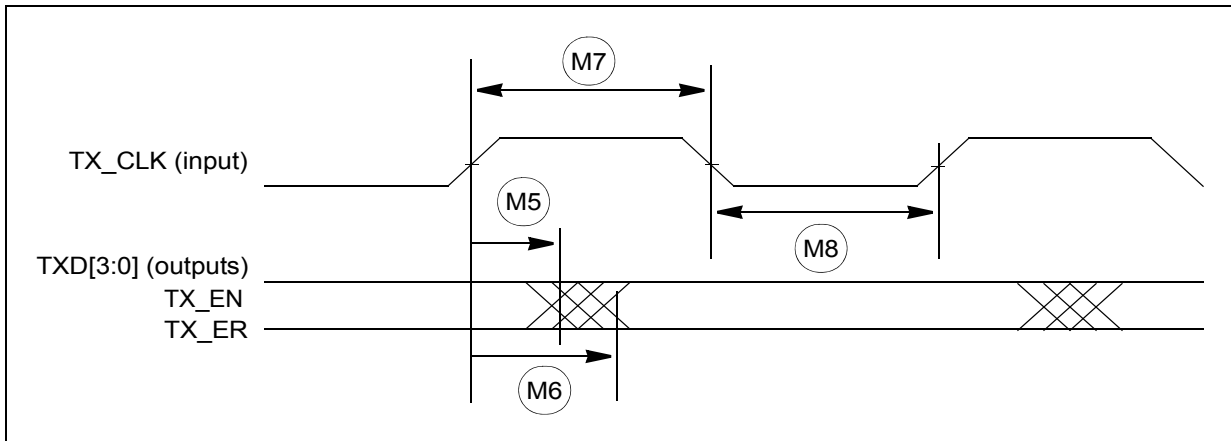 M7
TX_CLK (input)
M5
M8
TXD[3:0] (outputs)
TX_EN
TX_ER
M6